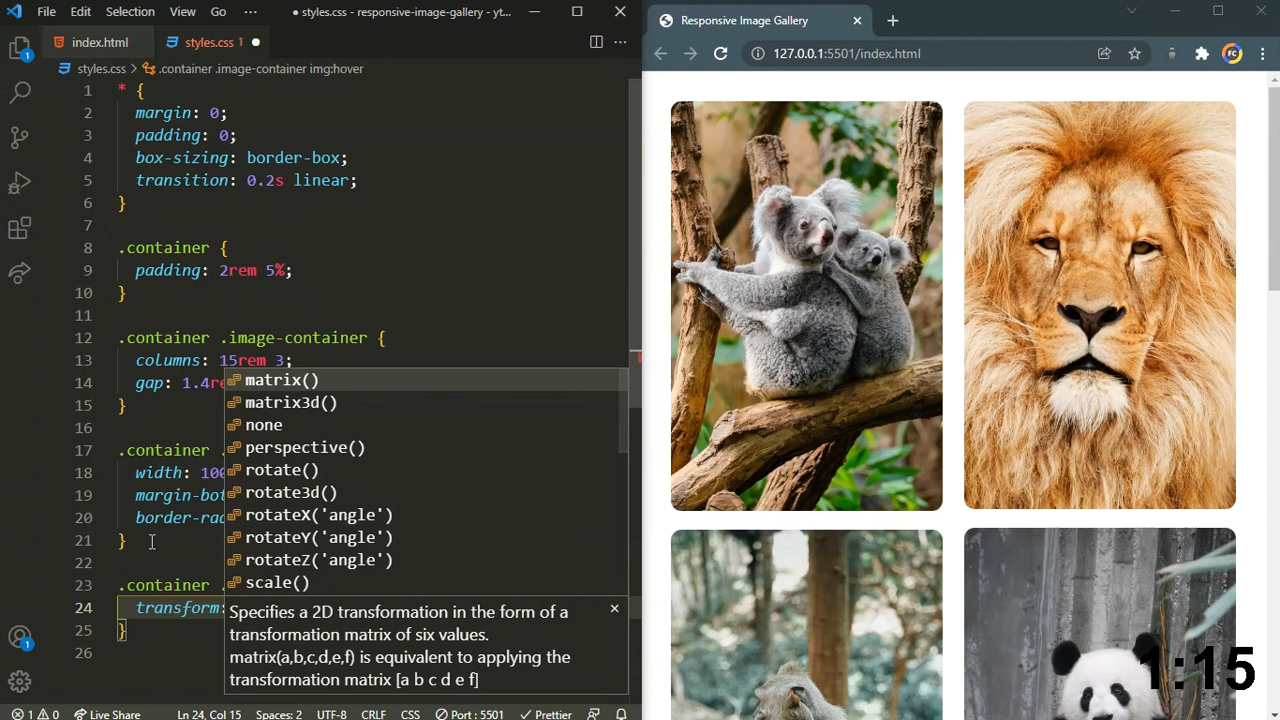 File Edit Selection View Go ··· ● styles.css - responsive-image-gallery - yt...
index.html styles.css 1 ●
styles.css > .container .image-container img:hover
1 * {
2 margin: 0;
3 padding: 0;
4 box-sizing: border-box;
5 transition: 0.2s linear;
6 }
7
8 .container {
9 padding: 2rem 5%;
10 }
11
12 .container .image-container {
13 columns: 15rem 3;
14 gap: 1.4re
15 }
16
17 .container .
18 width: 100
19 margin-bot
20 border-rad
21 }
22
23 .container .
24 transform:
25 }
26
matrix()
matrix3d()
none
perspective()
rotate()
rotate3d()
rotateX('angle')
rotateY('angle')
rotateZ('angle')
scale()
Specifies a 2D transformation in the form of a
transformation matrix of six values.
matrix(a,b,c,d,e,f) is equivalent to applying the
transformation matrix [a b c d e f]
1
1
1 0 Live Share Ln 24, Col 15 Spaces: 2 UTF-8 CRLF CSS Port : 5501 Prettier
Responsive Image Gallery
127.0.0.1:5501/index.html
FC
1:15